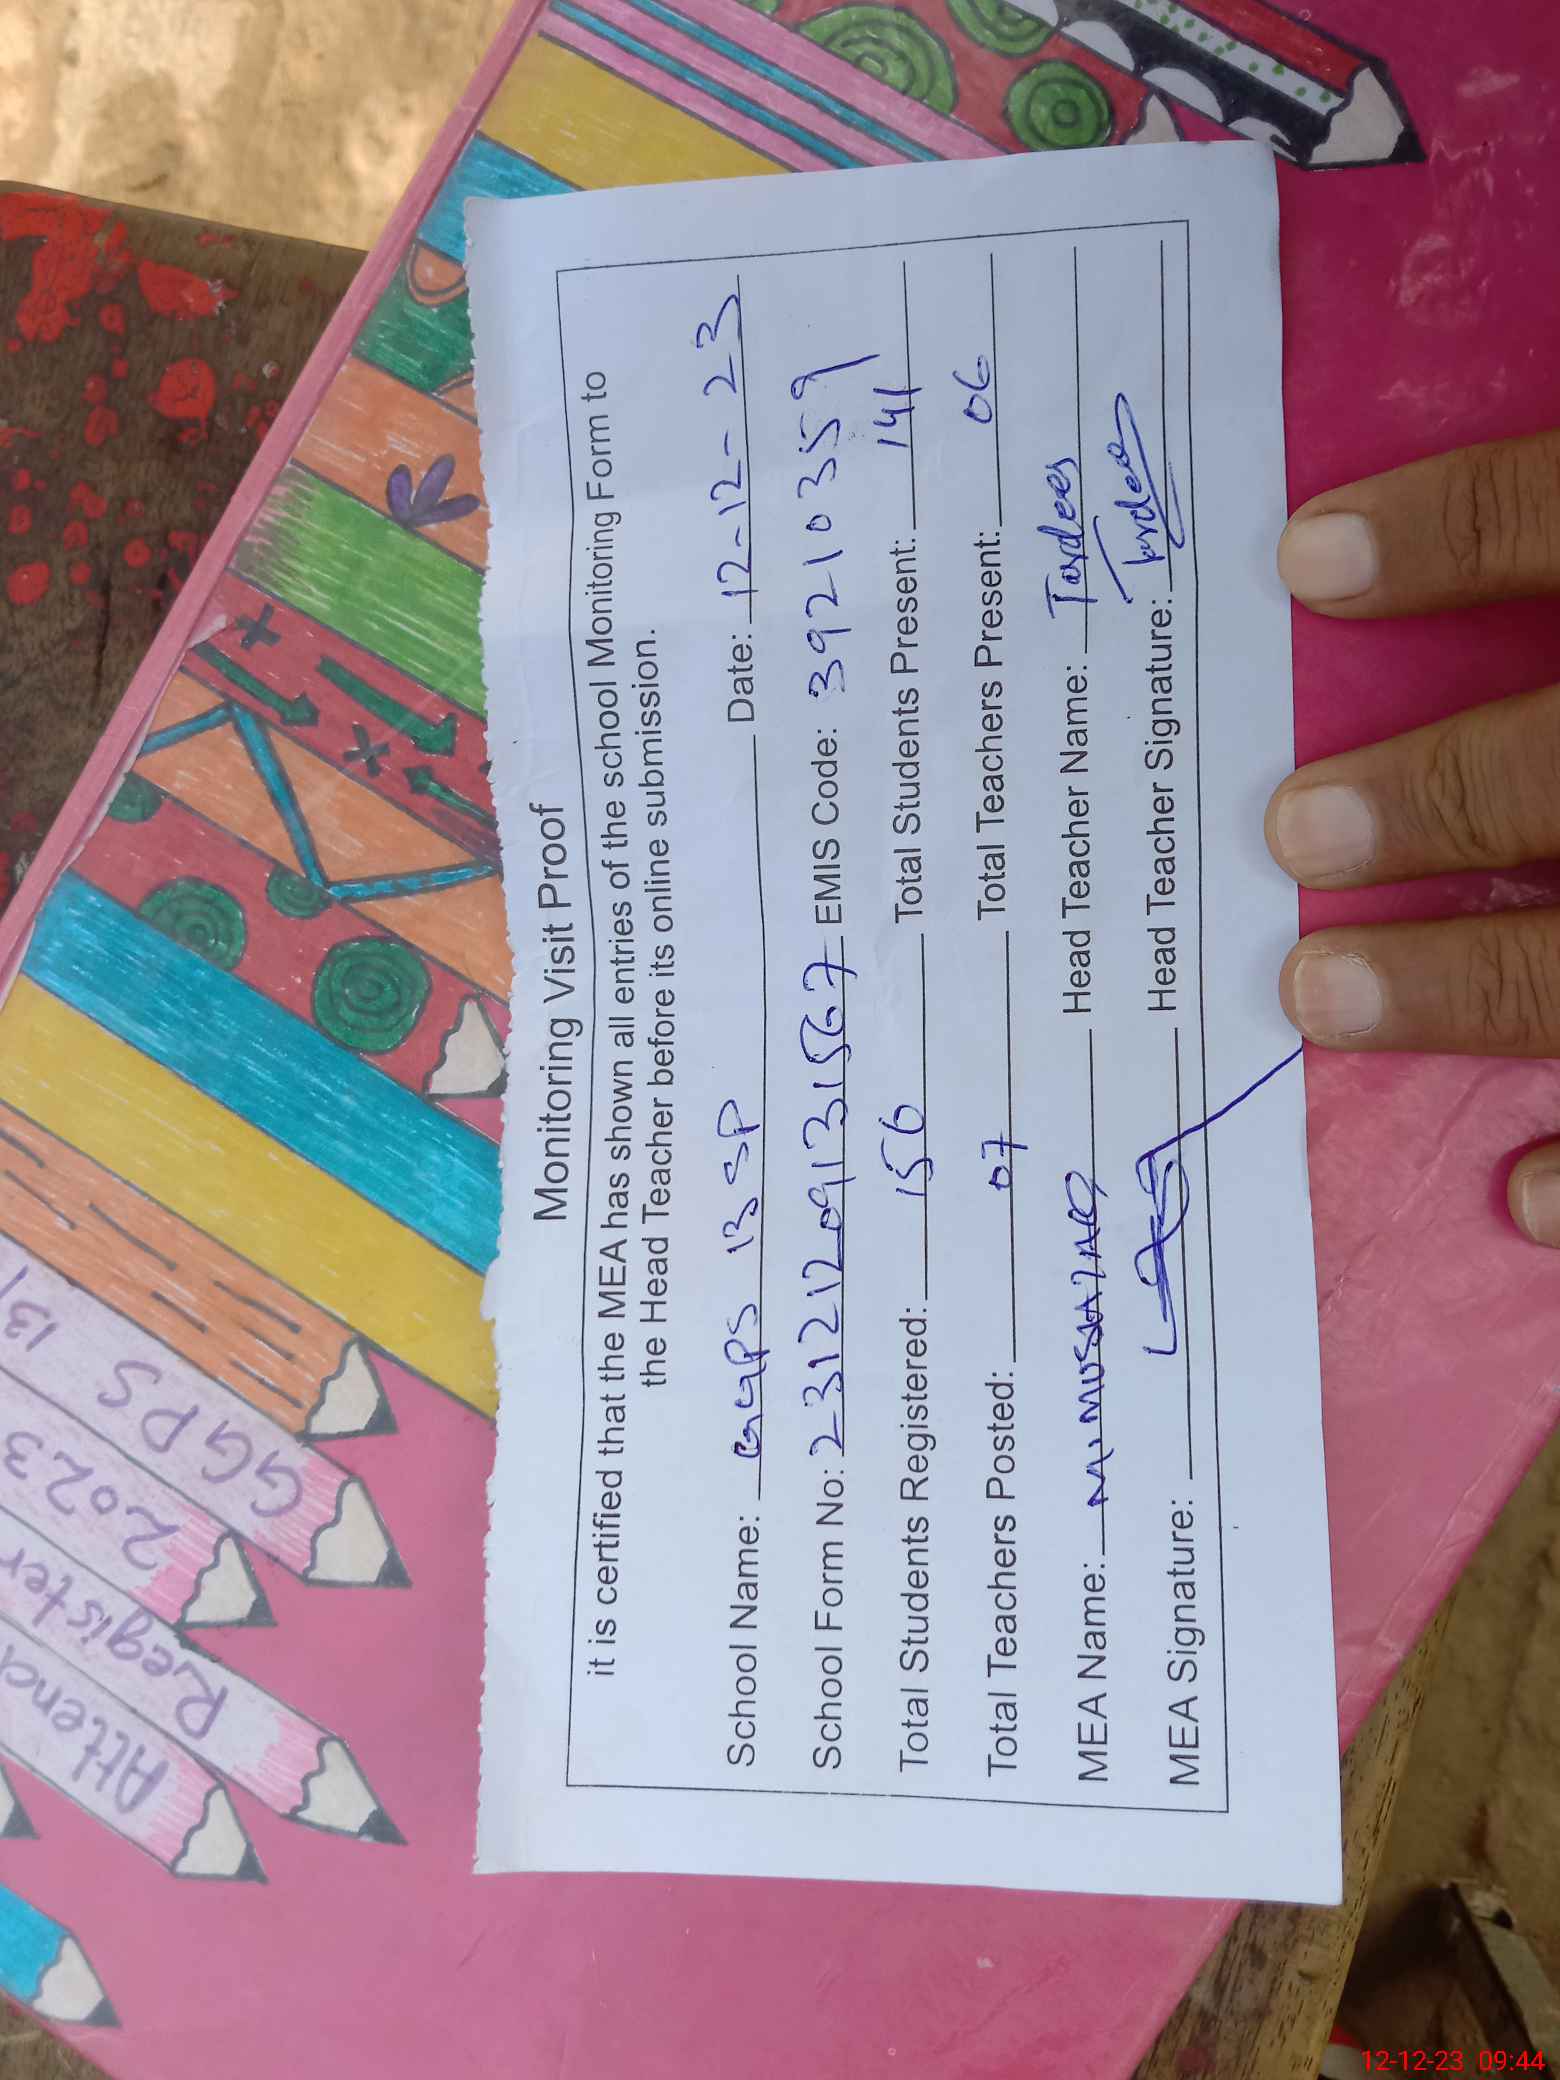 Monitoring Visit Proof
it is certified that the MEA has shown all entries of the school Monitoring Form to
the Head Teacher before its online submission.
School Name: GGPS 13 SP Date: 12-12-23
School Form No: 23121209131567 EMIS Code: 39210359
Total Students Registered: 156 Total Students Present: 141
Total Teachers Posted: 07 Total Teachers Present: 06
MEA Name: M. MUSHTAQ Head Teacher Name: Tasdees
MEA Signature: Head Teacher Signature: Tasdees
Attend
Register
2023
GGPS 13/
12-12-23 09:44